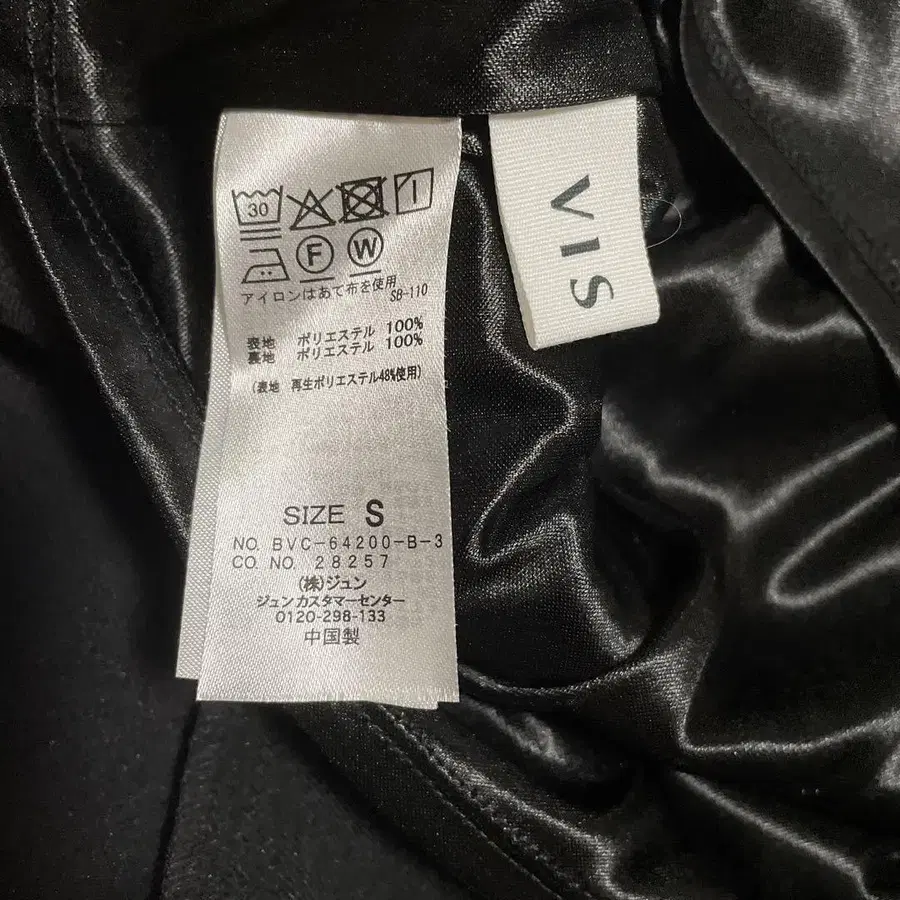 30
F W
アイロンはあて布を使用
SB-110
表地 ポリエステル 100%
裏地 ポリエステル 100%
(表地 再生ポリエステル48%使用)
SIZE S
NO. BVC-64200-B-3
CO. NO. 28257
(株)ジュン
ジュンカスタマーセンター
0120-298-133
中国製
VIS